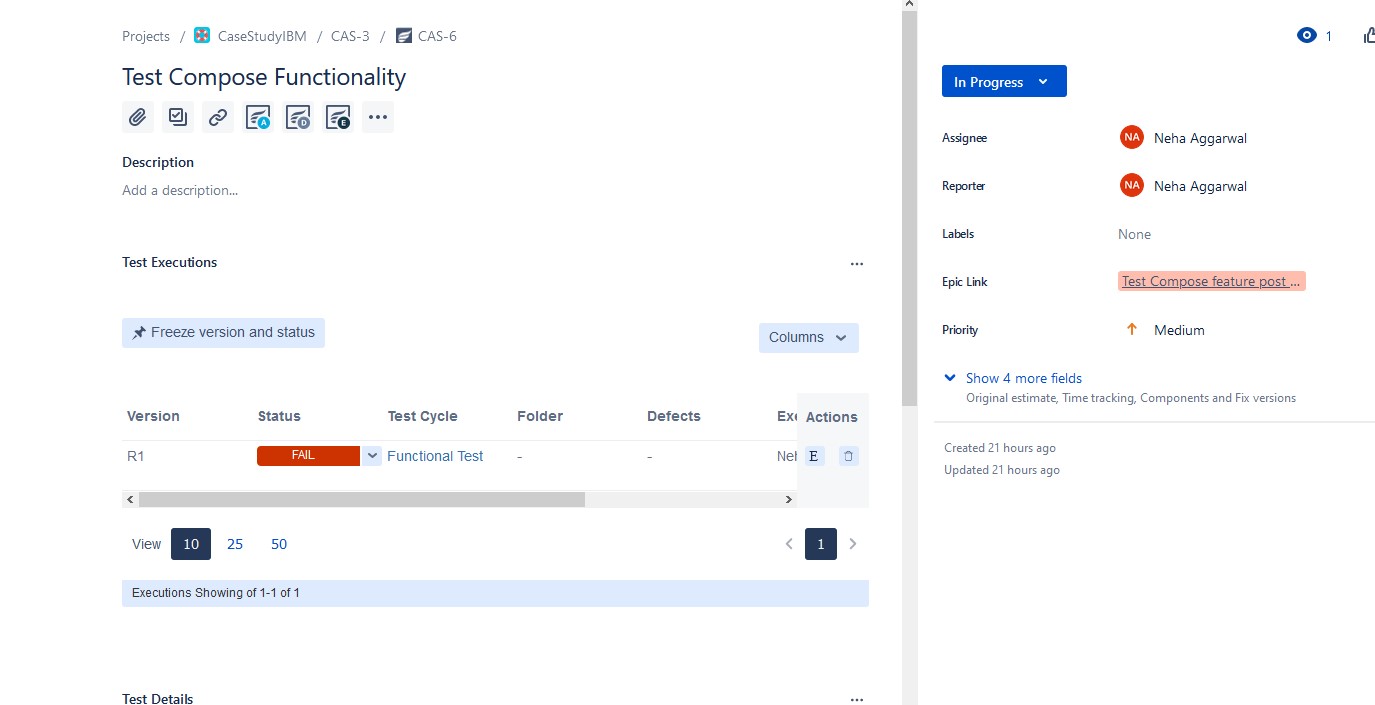 Projects / CaseStudyIBM / CAS-3 / CAS-6
Test Compose Functionality
A D E
Description
Add a description...
Test Executions
Freeze version and status
Columns
Version Status Test Cycle Folder Defects Exe Actions
R1 FAIL Functional Test - - Neh E
View 10 25 50 1
Executions Showing of 1-1 of 1
Test Details
1
In Progress
Assignee NA Neha Aggarwal
Reporter NA Neha Aggarwal
Labels None
Epic Link Test Compose feature post ...
Priority Medium
Show 4 more fields
Original estimate, Time tracking, Components and Fix versions
Created 21 hours ago
Updated 21 hours ago